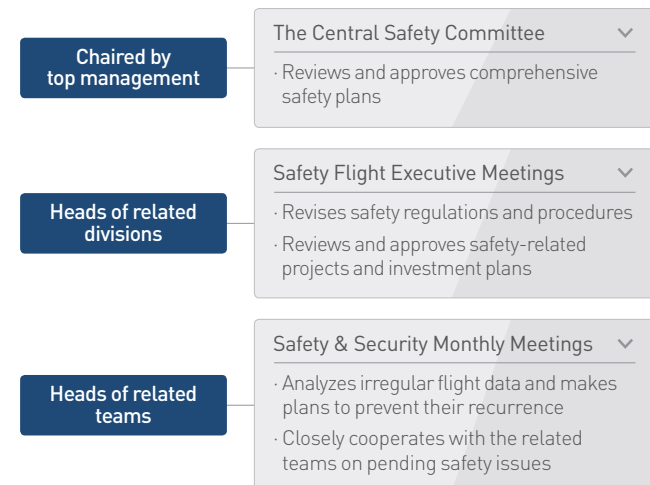 Chaired by
top management
The Central Safety Committee
· Reviews and approves comprehensive
safety plans
Heads of related
divisions
Safety Flight Executive Meetings
· Revises safety regulations and procedures
· Reviews and approves safety-related
projects and investment plans
Heads of related
teams
Safety & Security Monthly Meetings
· Analyzes irregular flight data and makes
plans to prevent their recurrence
· Closely cooperates with the related
teams on pending safety issues